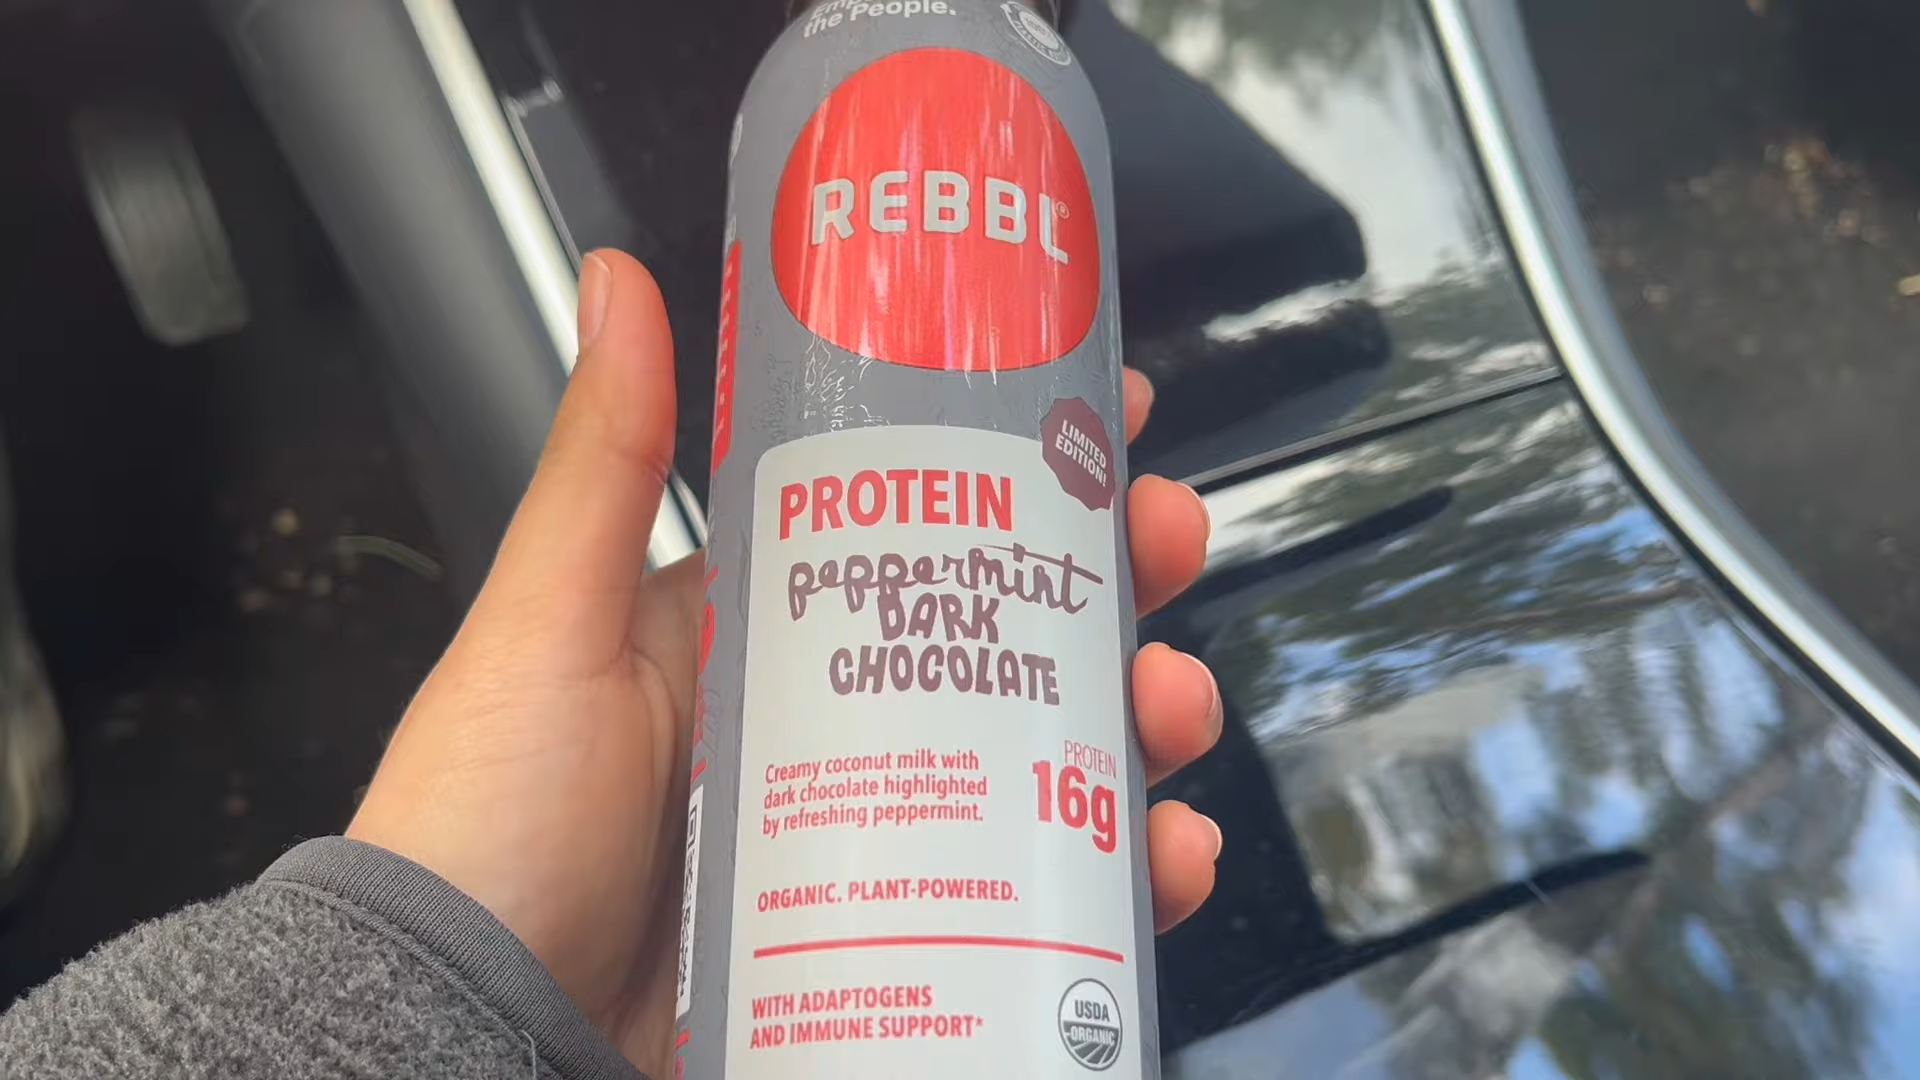 the People.
REBBL®
LIMITED
EDITION!
PROTEIN
peppermint
DARK
CHOCOLATE
Creamy coconut milk with
dark chocolate highlighted
by refreshing peppermint.
PROTEIN
16g
ORGANIC. PLANT-POWERED.
WITH ADAPTOGENS
AND IMMUNE SUPPORT*
USDA
ORGANIC